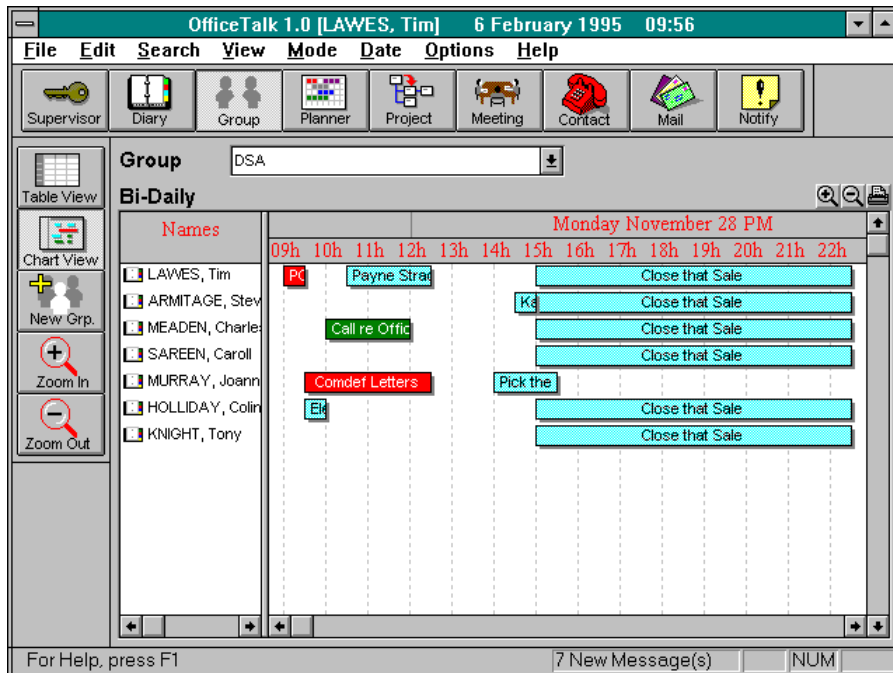 OfficeTalk 1.0 [LAWES, Tim] 6 February 1995 09:56
File Edit Search View Mode Date Options Help
Supervisor Diary Group Planner Project Meeting Contact Mail Notify
Group DSA
Table View
Bi-Daily
Names Monday November 28 PM
09h 10h 11h 12h 13h 14h 15h 16h 17h 18h 19h 20h 21h 22h
Chart View
LAWES, Tim PC Payne Strac Close that Sale
ARMITAGE, Stev Ka Close that Sale
New Grp.
MEADEN, Charle Call re Offic Close that Sale
SAREEN, Caroll Close that Sale
Zoom In
MURRAY, Joann Comdef Letters Pick the
HOLLIDAY, Colin Ele Close that Sale
KNIGHT, Tony Close that Sale
Zoom Out
For Help, press F1 7 New Message(s) NUM